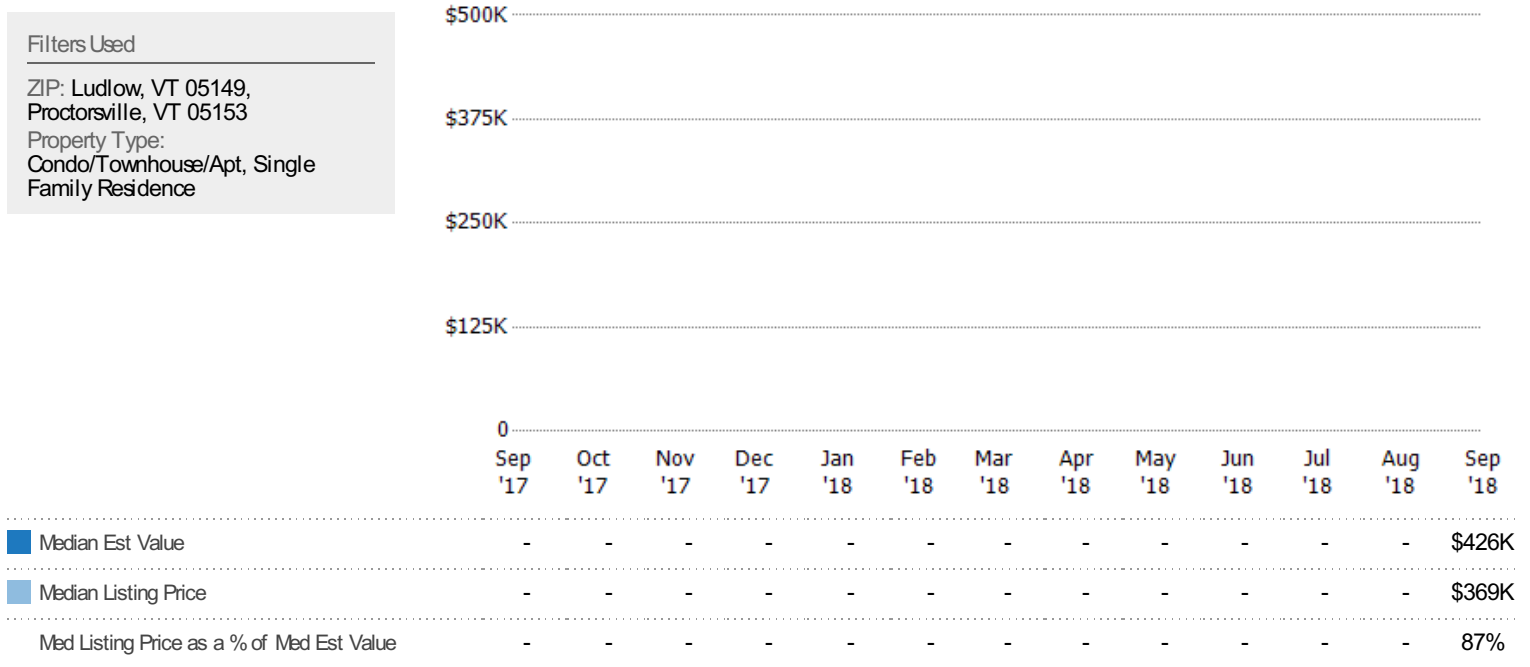 Filters Used
ZIP: Ludlow, VT 05149,
Proctorsville, VT 05153
Property Type:
Condo/Townhouse/Apt, Single
Family Residence
$500K
$375K
$250K
$125K
0
Sep Oct Nov Dec Jan Feb Mar Apr May Jun Jul Aug Sep
'17 '17 '17 '17 '18 '18 '18 '18 '18 '18 '18 '18 '18
Median Est Value - - - - - - - - - - - - $426K
Median Listing Price - - - - - - - - - - - - $369K
Med Listing Price as a % of Med Est Value - - - - - - - - - - - - 87%